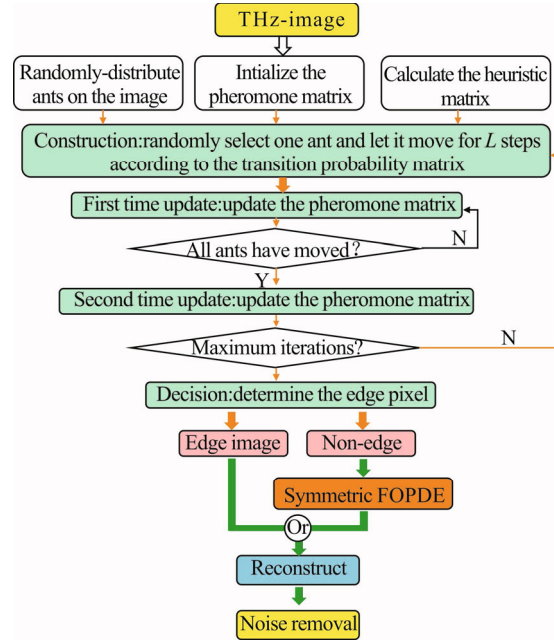 THz-image
Randomly-distribute
ants on the image
Intialize the
pheromone matrix
Calculate the heuristic
matrix
Construction:randomly select one ant and let it move for L steps
according to the transition probability matrix
First time update:update the pheromone matrix
All ants have moved?
N
Y
Second time update:update the pheromone matrix
Maximum iterations?
N
Decision:determine the edge pixel
Edge image
Non-edge
Symmetric FOPDE
Or
Reconstruct
Noise removal